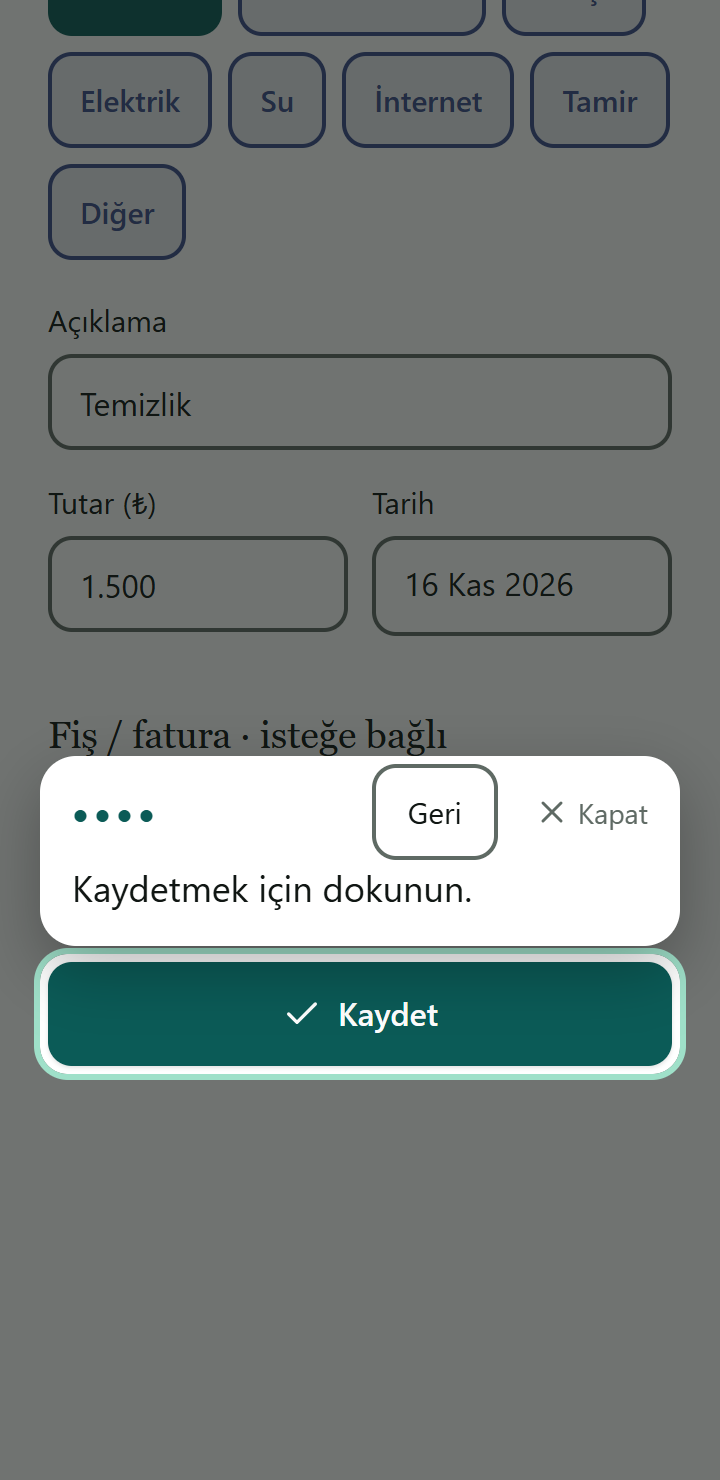 Elektrik Su İnternet Tamir
Diğer
Açıklama
Temizlik
Tutar (₺) Tarih
1.500 16 Kas 2026
Fiş / fatura · isteğe bağlı
Geri Kapat
Kaydetmek için dokunun.
Kaydet